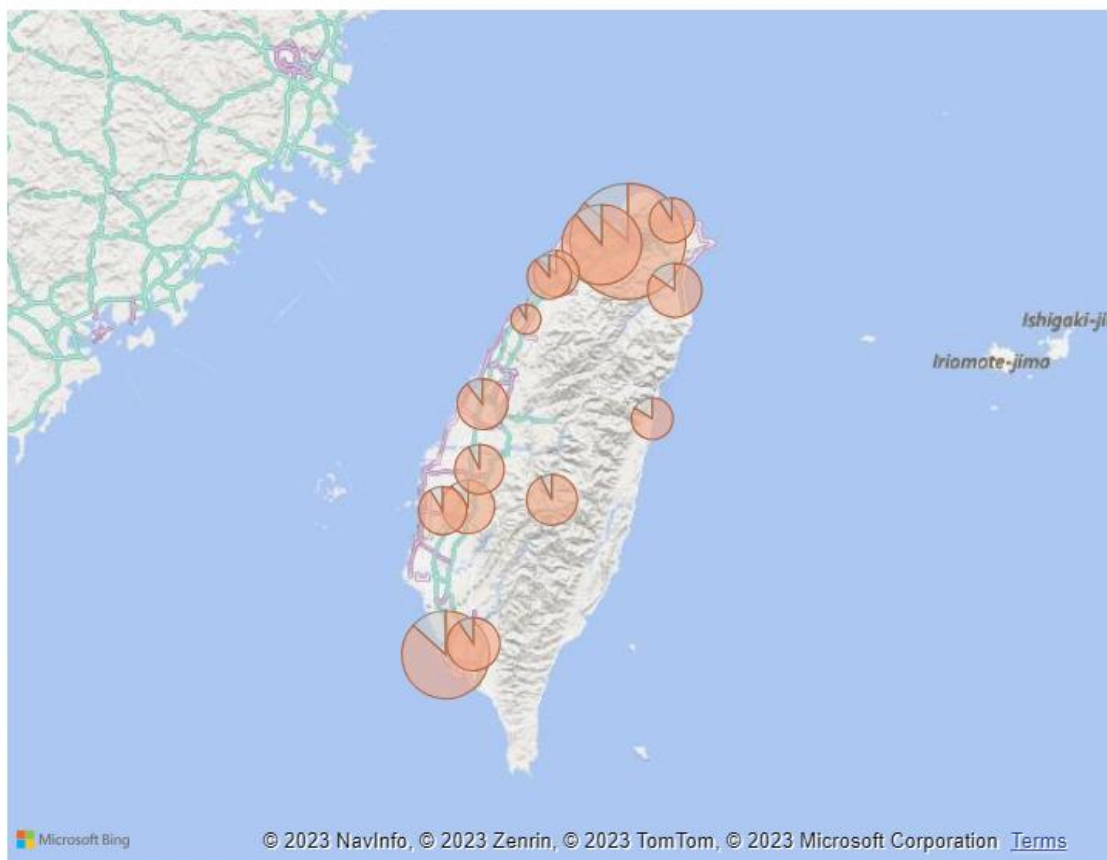 Ishigaki-ji
Iriomote-jima
Microsoft Bing
© 2023 NavInfo, © 2023 Zenrin, © 2023 TomTom, © 2023 Microsoft Corporation Terms